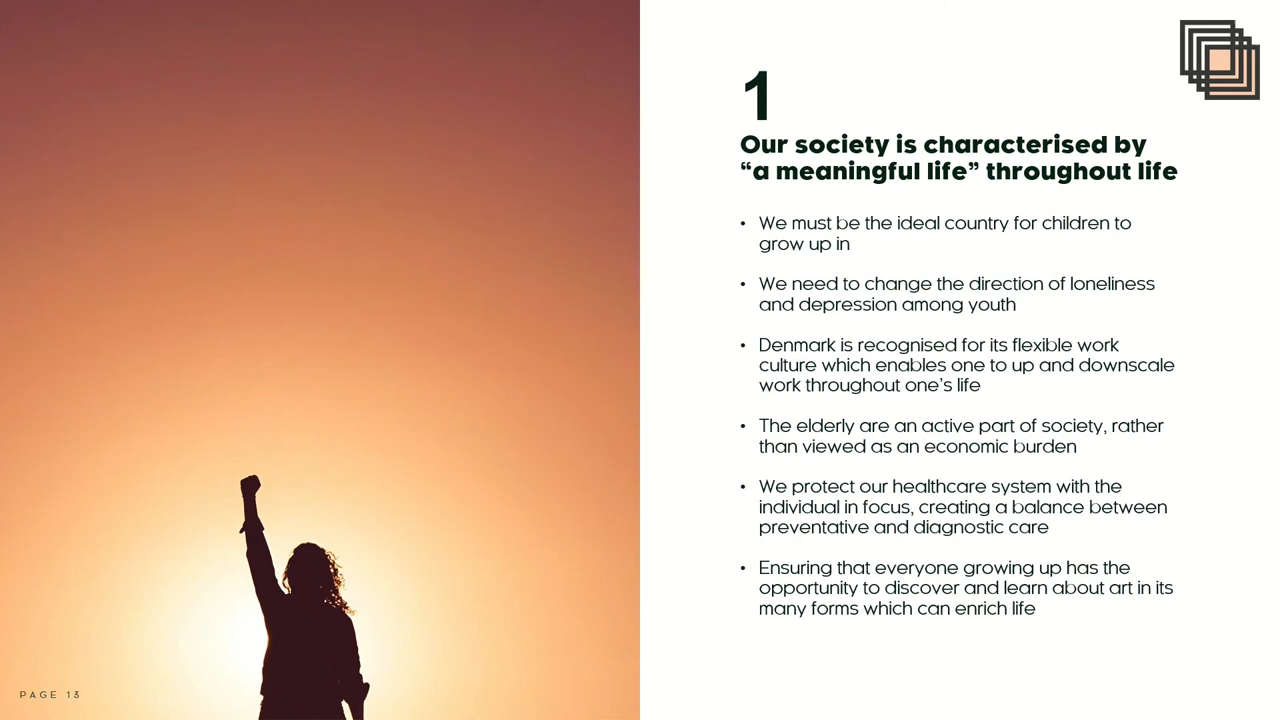 1
Our society is characterised by
“a meaningful life” throughout life
• We must be the ideal country for children to
grow up in
• We need to change the direction of loneliness
and depression among youth
• Denmark is recognised for its flexible work
culture which enables one to up and downscale
work throughout one’s life
• The elderly are an active part of society, rather
than viewed as an economic burden
• We protect our healthcare system with the
individual in focus, creating a balance between
preventative and diagnostic care
• Ensuring that everyone growing up has the
opportunity to discover and learn about art in its
many forms which can enrich life
PAGE 13